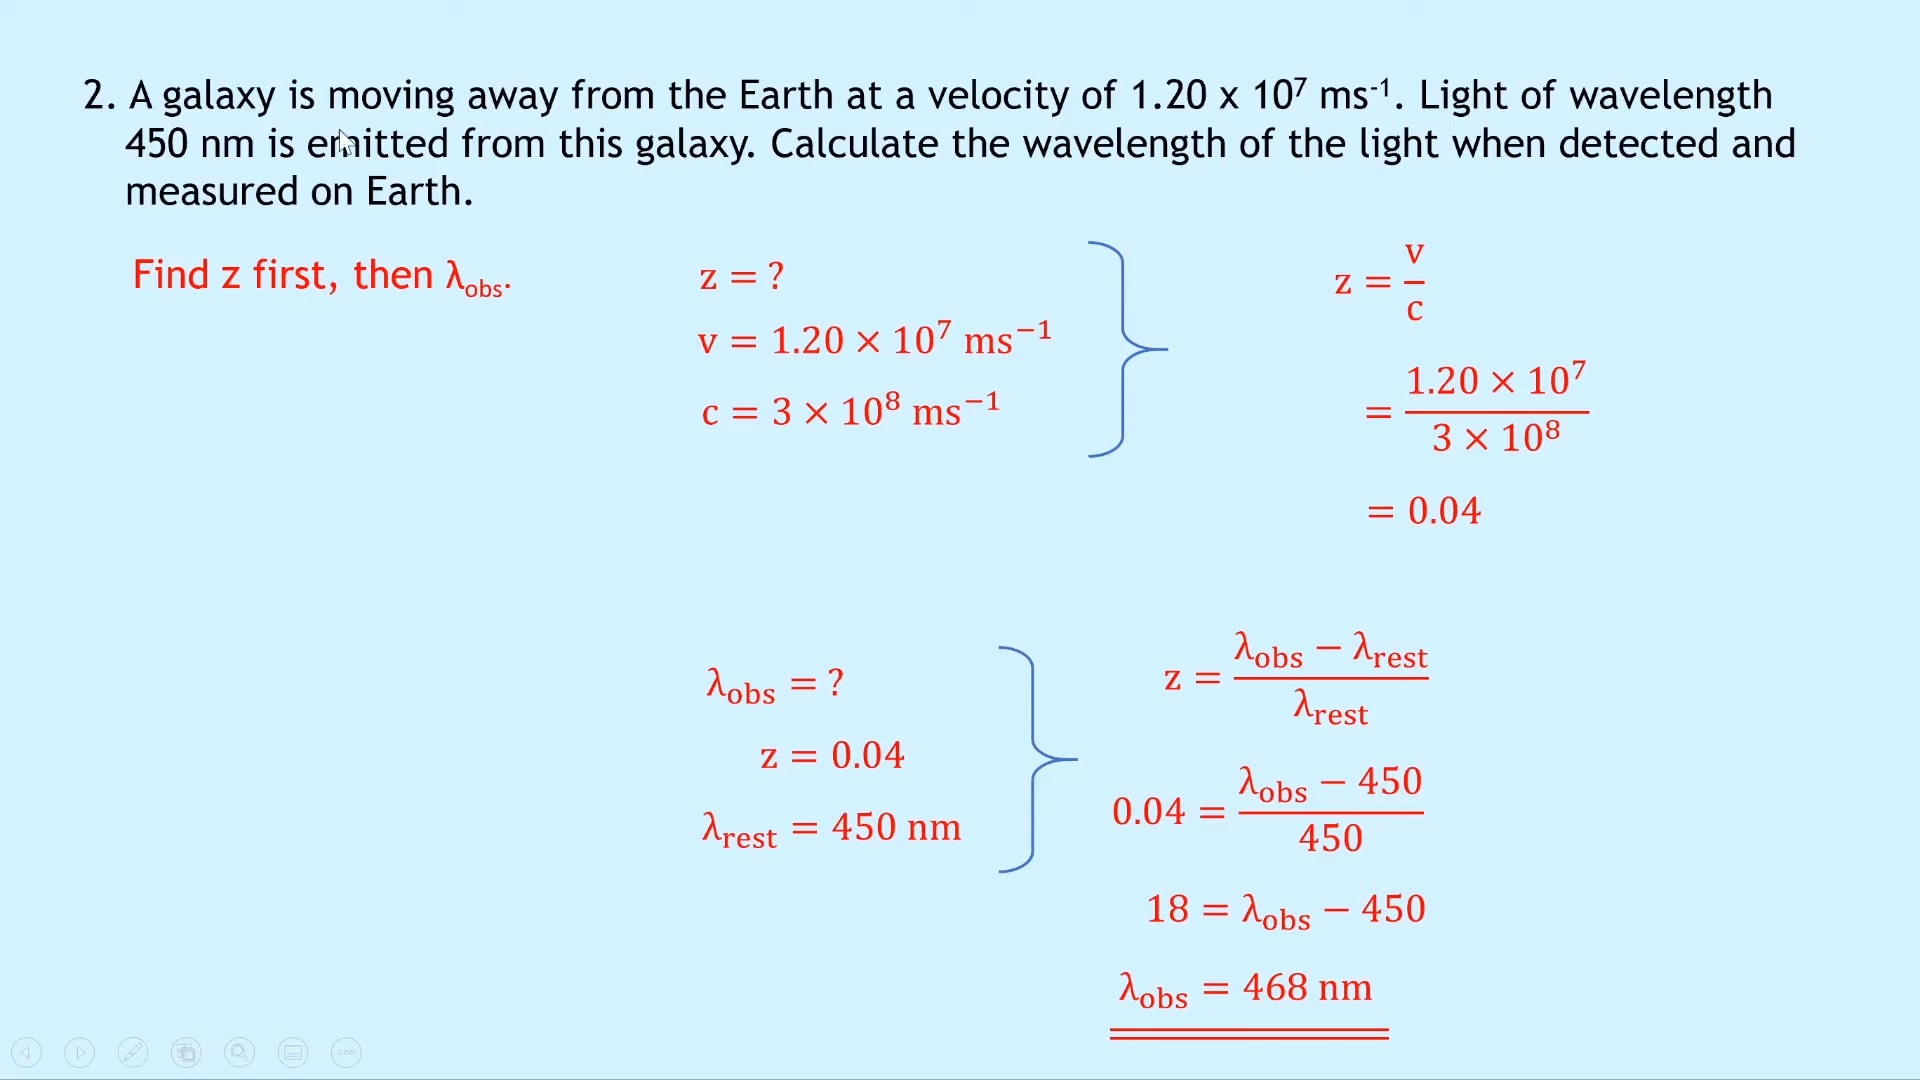 2. A galaxy is moving away from the Earth at a velocity of 1.20 x 10⁷ ms⁻¹. Light of wavelength
450 nm is emitted from this galaxy. Calculate the wavelength of the light when detected and
measured on Earth.
Find z first, then λobs.
z = ?
v = 1.20 × 10⁷ ms⁻¹
c = 3 × 10⁸ ms⁻¹
z = v/c
= (1.20 × 10⁷)/(3 × 10⁸)
= 0.04
λobs = ?
z = 0.04
λrest = 450 nm
z = (λobs − λrest)/λrest
0.04 = (λobs − 450)/450
18 = λobs − 450
λobs = 468 nm